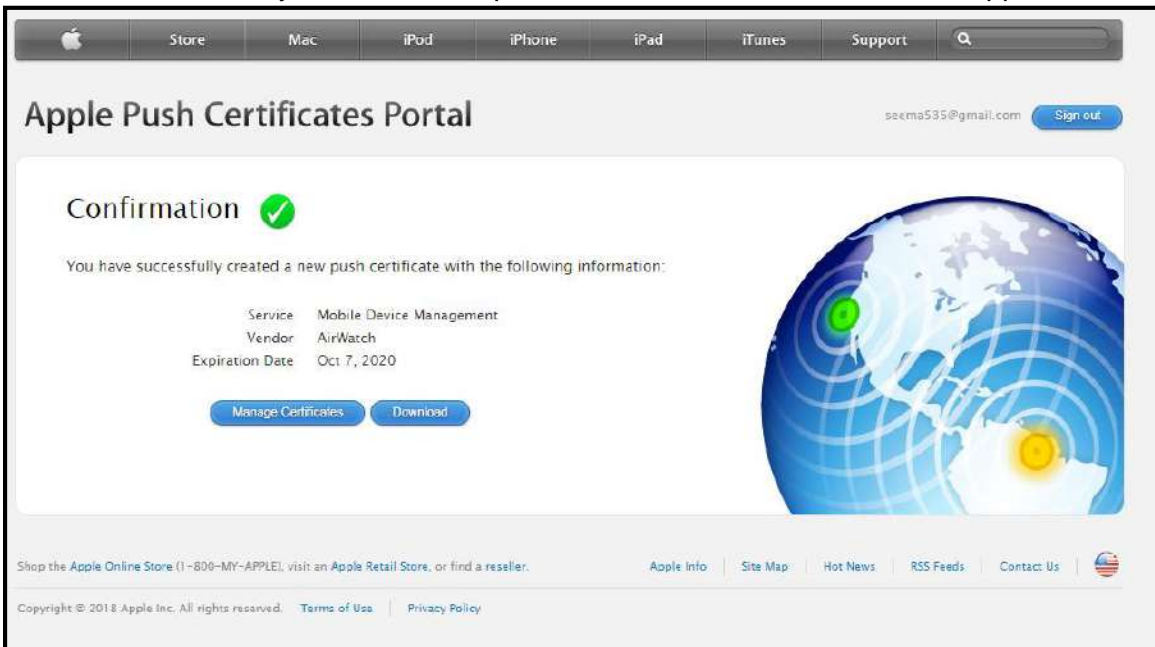 Store Mac iPod iPhone iPad iTunes Support
Apple Push Certificates Portal
seema535@gmail.com Sign out
Confirmation
You have successfully created a new push certificate with the following information:
Service Mobile Device Management
Vendor AirWatch
Expiration Date Oct 7, 2020
Manage Certificates Download
Shop the Apple Online Store (1-800-MY-APPLE), visit an Apple Retail Store, or find a reseller. Apple Info Site Map Hot News RSS Feeds Contact Us
Copyright © 2018 Apple Inc. All rights reserved. Terms of Use Privacy Policy